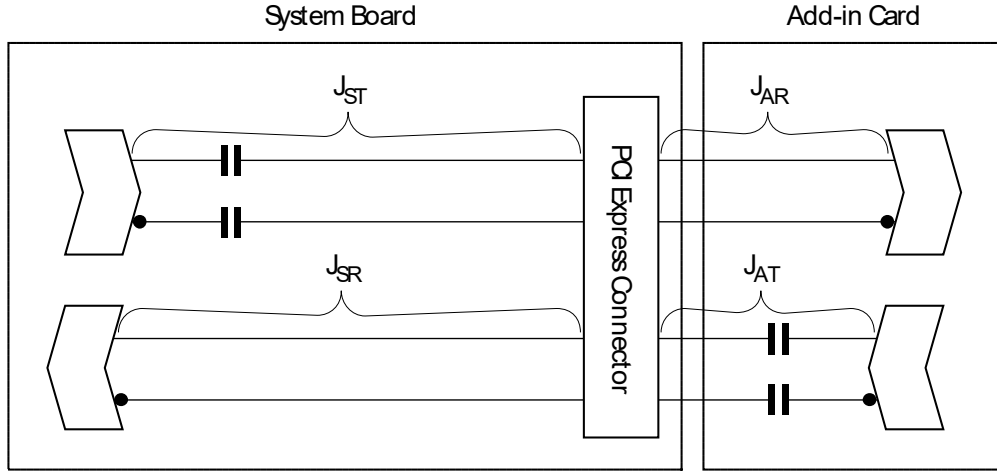 System Board
Add-in Card
JST
JAR
PCI Express Connector
JSR
JAT